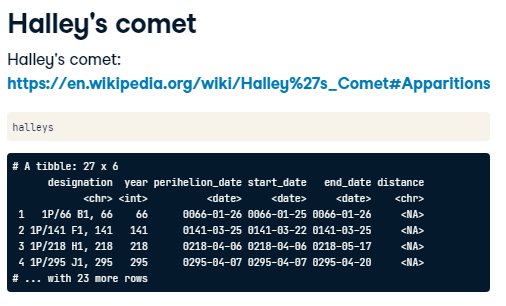 Halley's comet
Halley's comet:
https://en.wikipedia.org/wiki/Halley%27s_Comet#Apparitions
halleys
# A tibble: 27 x 6
designation year perihelion_date start_date end_date distance
<chr> <int> <date> <date> <date> <chr>
1 1P/66 B1, 66 66 0066-01-26 0066-01-25 0066-01-26 <NA>
2 1P/141 F1, 141 141 0141-03-25 0141-03-22 0141-03-25 <NA>
3 1P/218 H1, 218 218 0218-04-06 0218-04-06 0218-05-17 <NA>
4 1P/295 J1, 295 295 0295-04-07 0295-04-07 0295-04-20 <NA>
# ... with 23 more rows